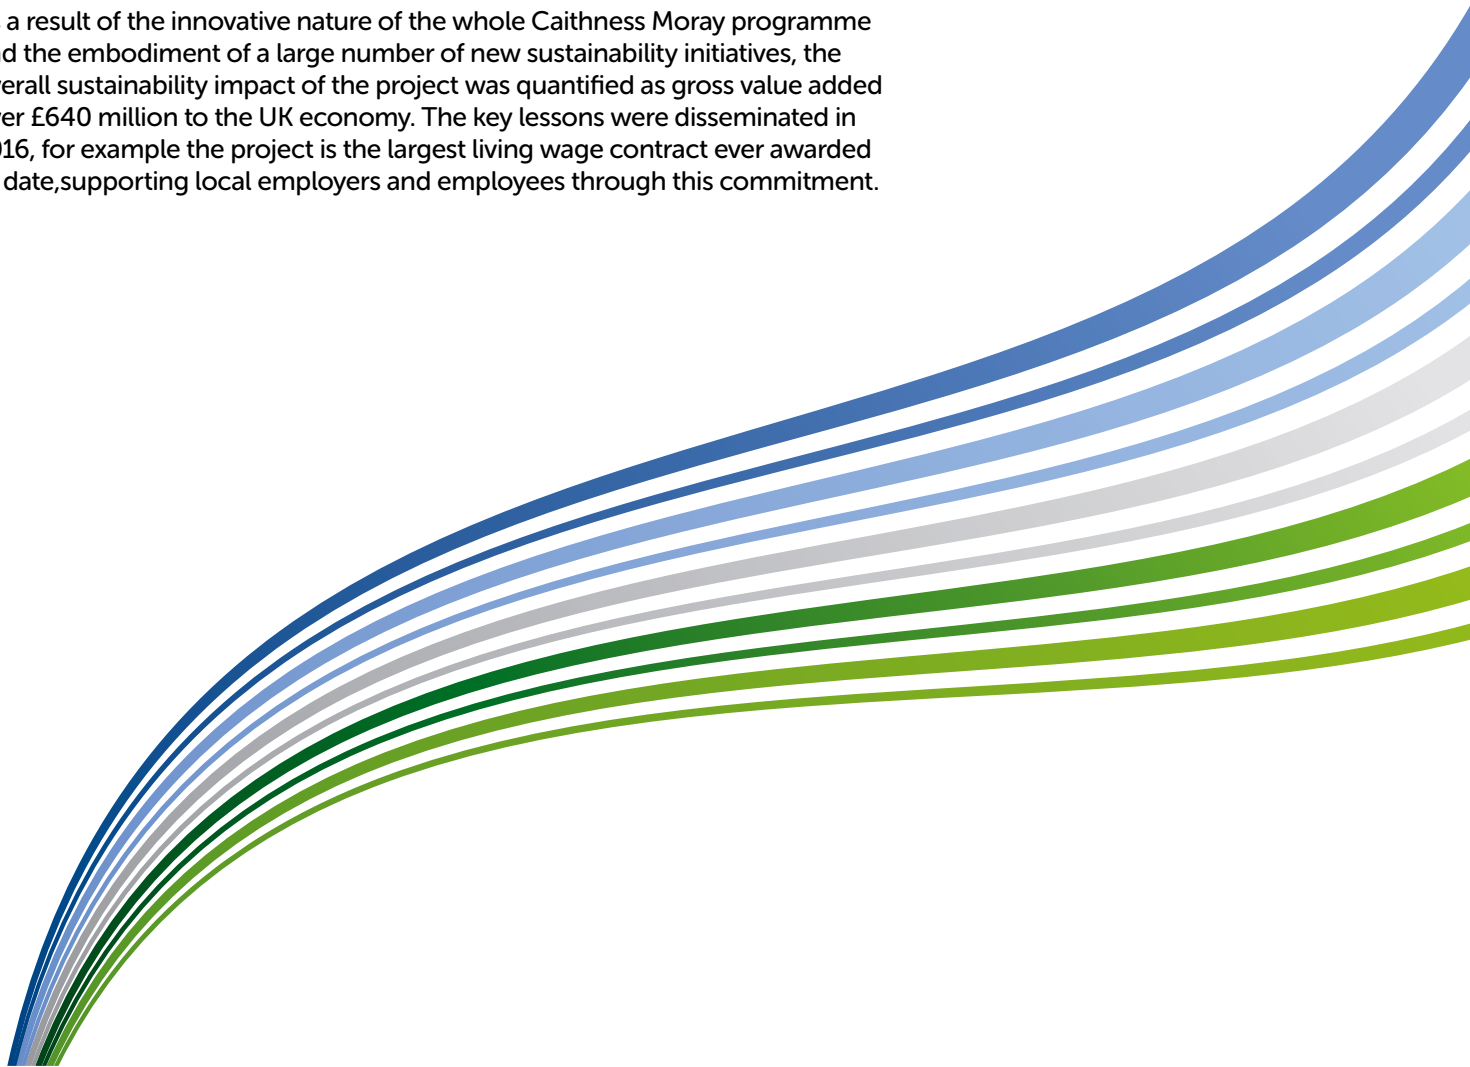 a result of the innovative nature of the whole Caithness Moray programme
d the embodiment of a large number of new sustainability initiatives, the
verall sustainability impact of the project was quantified as gross value added
er £640 million to the UK economy. The key lessons were disseminated in
16, for example the project is the largest living wage contract ever awarded
date,supporting local employers and employees through this commitment.